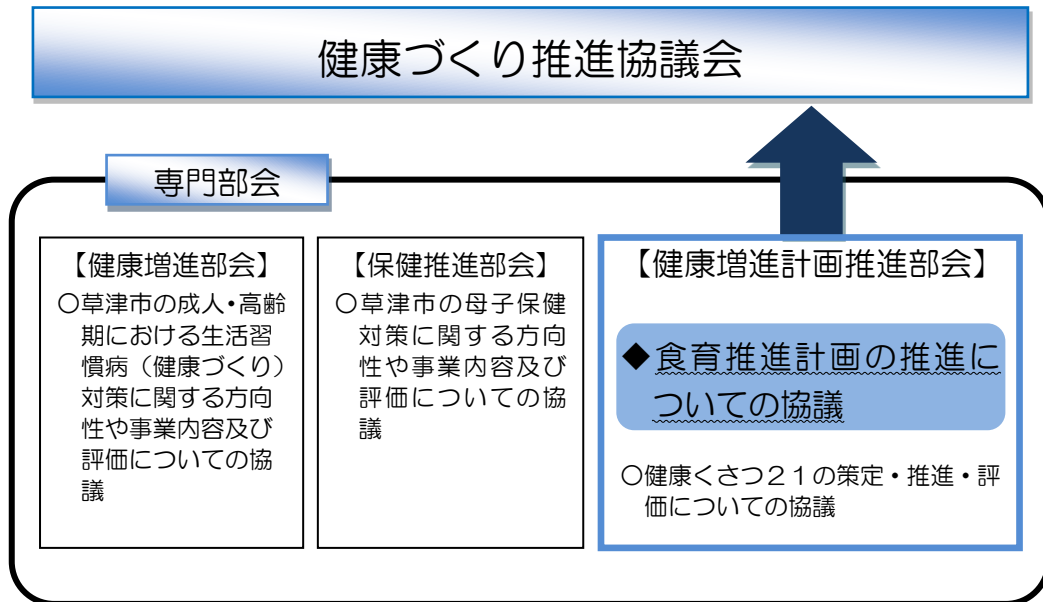 健康づくり推進協議会
専門部会
【健康増進部会】
〇草津市の成人・高齢
期における生活習
慣病（健康づくり）
対策に関する方向
性や事業内容及び
評価についての協
議
【保健推進部会】
〇草津市の母子保健
対策に関する方向
性や事業内容及び
評価についての協
議
【健康増進計画推進部会】
◆食育推進計画の推進に
ついての協議
〇健康くさつ２１の策定・推進・評
価についての協議